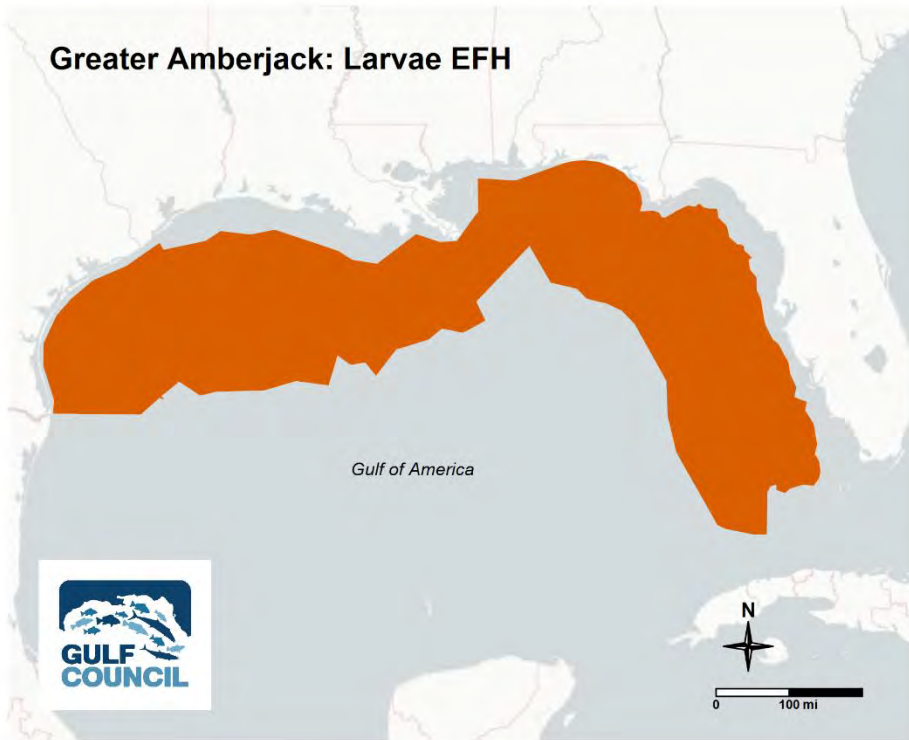 Greater Amberjack: Larvae EFH
Gulf of America
GULF
COUNCIL
N
0 100 mi